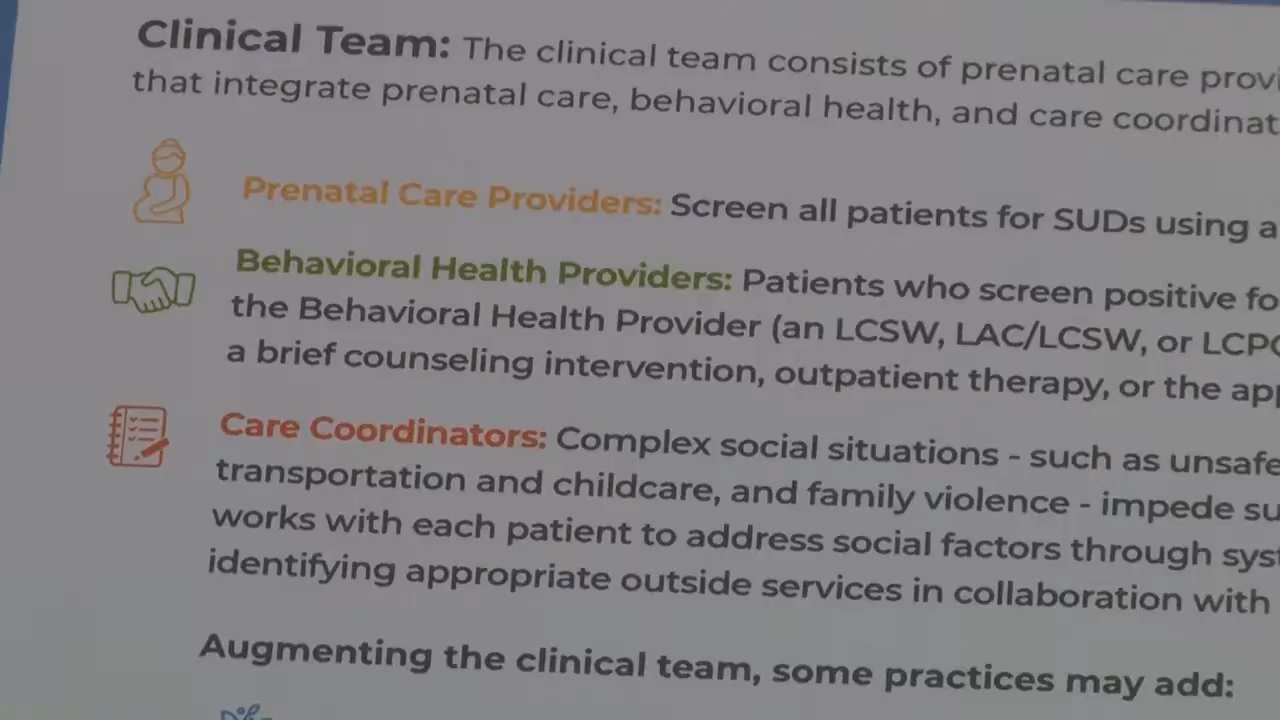 Clinical Team: The clinical team consists of prenatal care provi
that integrate prenatal care, behavioral health, and care coordinat
Prenatal Care Providers: Screen all patients for SUDs using a
Behavioral Health Providers: Patients who screen positive fo
the Behavioral Health Provider (an LCSW, LAC/LCSW, or LCPC
a brief counseling intervention, outpatient therapy, or the app
Care Coordinators: Complex social situations - such as unsafe
transportation and childcare, and family violence - impede su
works with each patient to address social factors through syst
identifying appropriate outside services in collaboration with
Augmenting the clinical team, some practices may add: